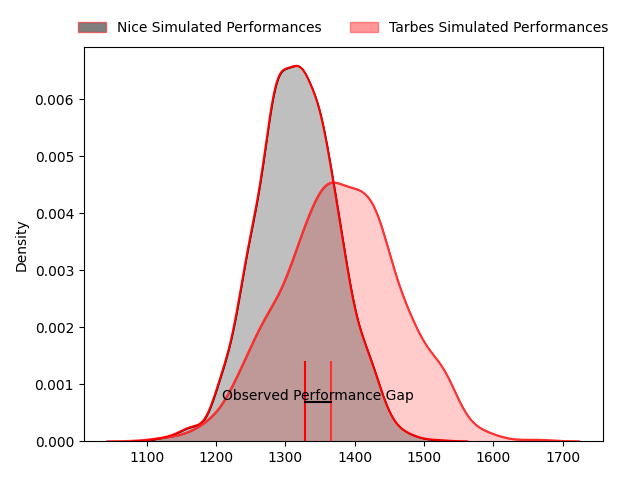 Nice Simulated Performances
Tarbes Simulated Performances
Density
0.006
0.005
0.004
0.003
0.002
0.001
0.000
Observed Performance Gap
1100 1200 1300 1400 1500 1600 1700